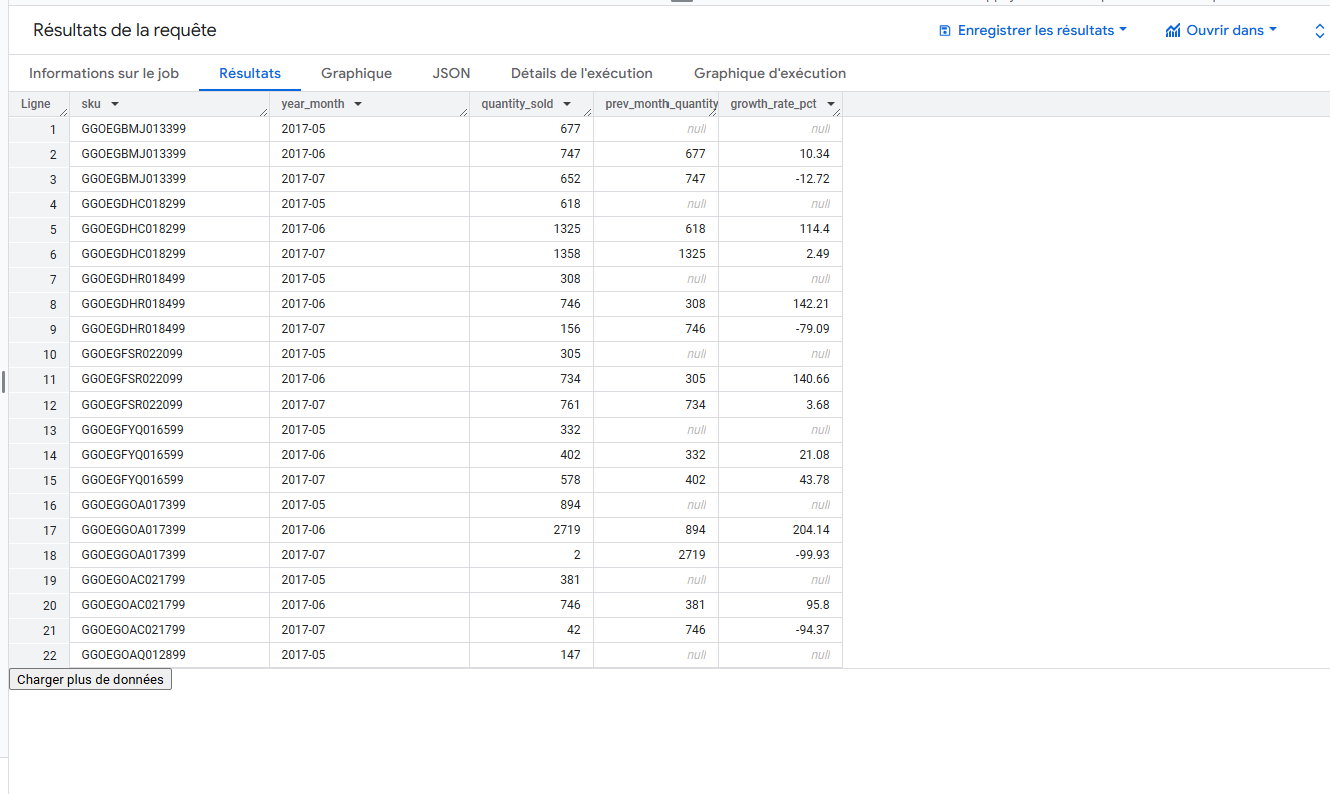 Résultats de la requête
Enregistrer les résultats
Ouvrir dans
Informations sur le job Résultats Graphique JSON Détails de l'exécution Graphique d'exécution
Ligne sku year_month quantity_sold prev_month_quantity growth_rate_pct
1 GGOEGBMJ013399 2017-05 677 null null
2 GGOEGBMJ013399 2017-06 747 677 10.34
3 GGOEGBMJ013399 2017-07 652 747 -12.72
4 GGOEGDHC018299 2017-05 618 null null
5 GGOEGDHC018299 2017-06 1325 618 114.4
6 GGOEGDHC018299 2017-07 1358 1325 2.49
7 GGOEGDHR018499 2017-05 308 null null
8 GGOEGDHR018499 2017-06 746 308 142.21
9 GGOEGDHR018499 2017-07 156 746 -79.09
10 GGOEGFSR022099 2017-05 305 null null
11 GGOEGFSR022099 2017-06 734 305 140.66
12 GGOEGFSR022099 2017-07 761 734 3.68
13 GGOEGFYQ016599 2017-05 332 null null
14 GGOEGFYQ016599 2017-06 402 332 21.08
15 GGOEGFYQ016599 2017-07 578 402 43.78
16 GGOEGGOA017399 2017-05 894 null null
17 GGOEGGOA017399 2017-06 2719 894 204.14
18 GGOEGGOA017399 2017-07 2 2719 -99.93
19 GGOEGOAC021799 2017-05 381 null null
20 GGOEGOAC021799 2017-06 746 381 95.8
21 GGOEGOAC021799 2017-07 42 746 -94.37
22 GGOEGOAQ012899 2017-05 147 null null
Charger plus de données